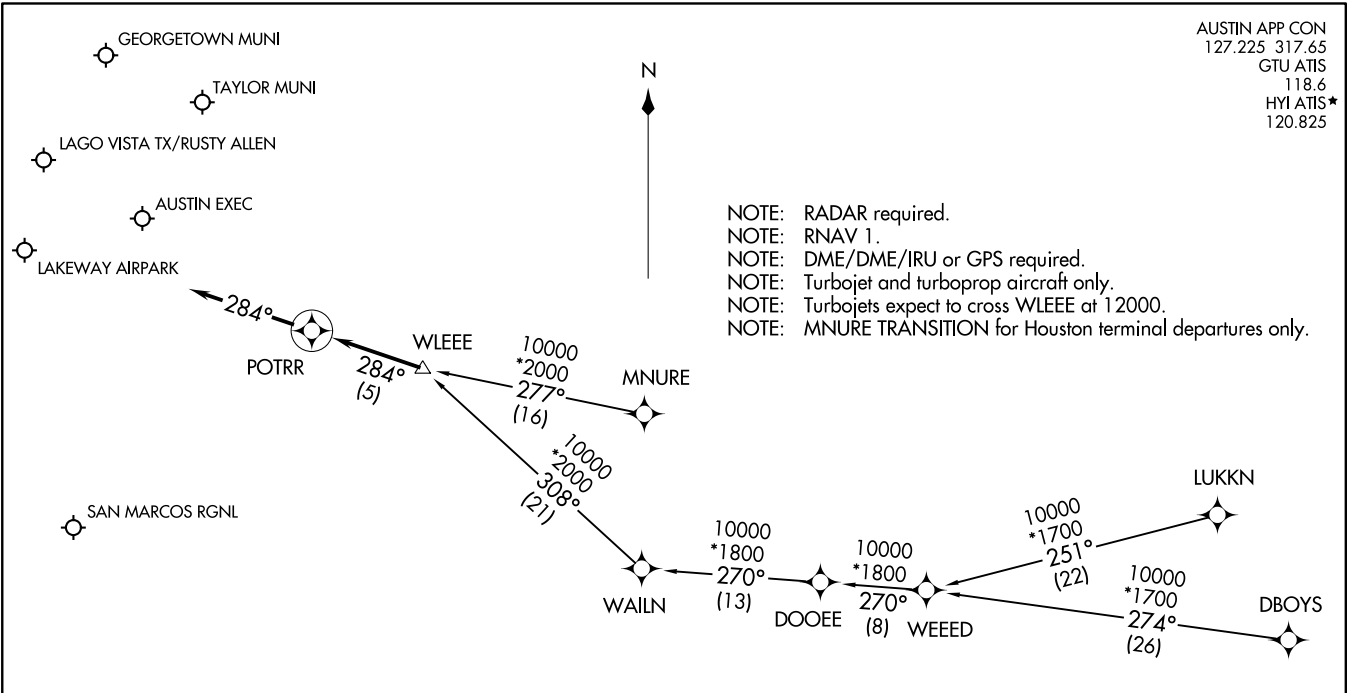 AUSTIN APP CON
127.225 317.65
GTU ATIS
118.6
HYI ATIS★
120.825
GEORGETOWN MUNI
TAYLOR MUNI
LAGO VISTA TX/RUSTY ALLEN
AUSTIN EXEC
LAKEWAY AIRPARK
N
NOTE: RADAR required.
NOTE: RNAV 1.
NOTE: DME/DME/IRU or GPS required.
NOTE: Turbojet and turboprop aircraft only.
NOTE: Turbojets expect to cross WLEEE at 12000.
NOTE: MNURE TRANSITION for Houston terminal departures only.
284°
POTRR
284°
(5)
WLEEE
10000
*2000
277°
(16)
MNURE
10000
*2000
308°
(21)
SAN MARCOS RGNL
WAILN
10000
*1800
270°
(13)
DOOEE
10000
*1800
270°
(8)
WEEED
10000
*1700
251°
(22)
LUKKN
10000
*1700
274°
(26)
DBOYS